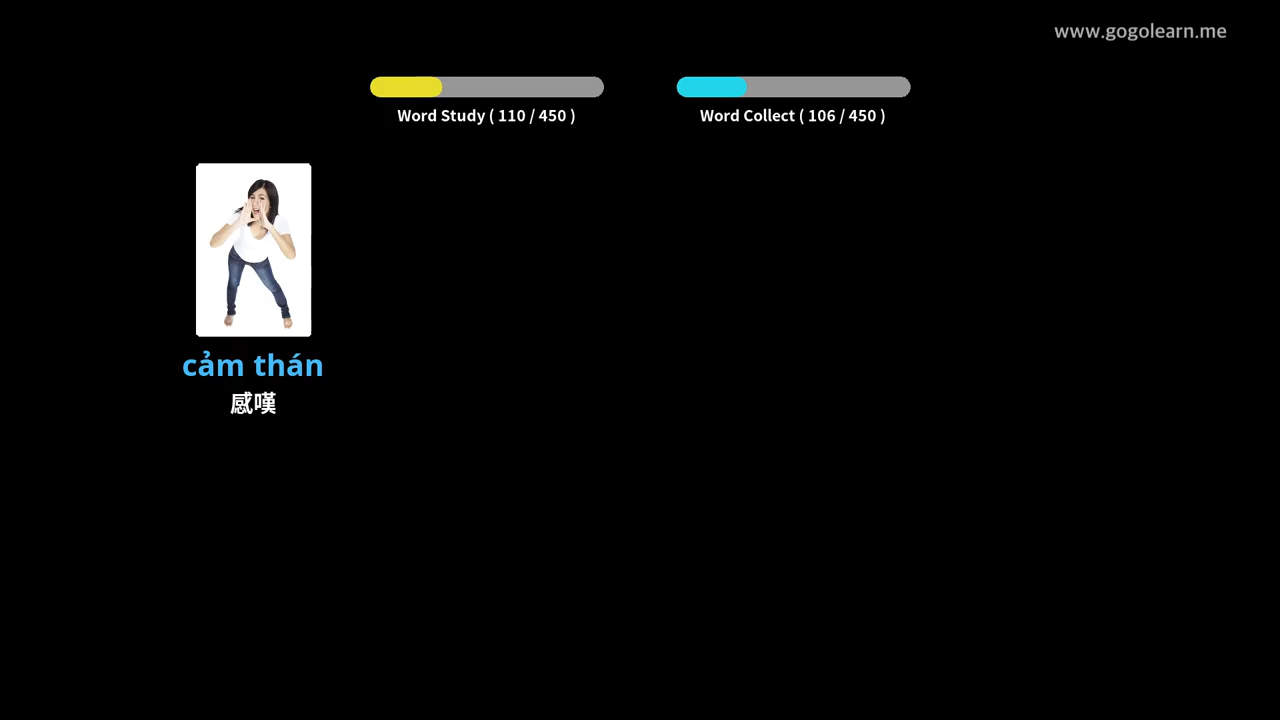 www.gogolearn.me
Word Study ( 110 / 450 )
Word Collect ( 106 / 450 )
cảm thán
感嘆